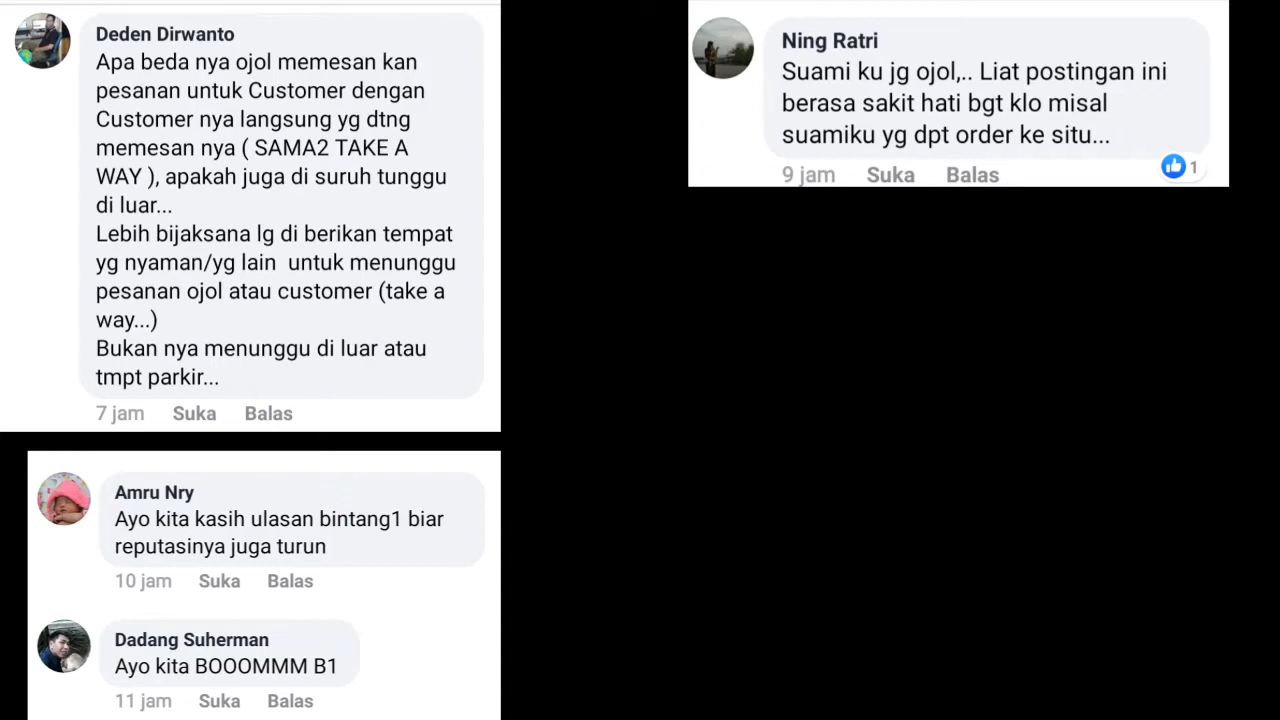 Deden Dirwanto
Apa beda nya ojol memesan kan
pesanan untuk Customer dengan
Customer nya langsung yg dtng
memesan nya ( SAMA2 TAKE A
WAY ), apakah juga di suruh tunggu
di luar...
Lebih bijaksana lg di berikan tempat
yg nyaman/yg lain  untuk menunggu
pesanan ojol atau customer (take a
way...)
Bukan nya menunggu di luar atau
tmpt parkir...
7 jam Suka Balas
Amru Nry
Ayo kita kasih ulasan bintang1 biar
reputasinya juga turun
10 jam Suka Balas
Dadang Suherman
Ayo kita BOOOMMM B1
11 jam Suka Balas
Ning Ratri
Suami ku jg ojol,.. Liat postingan ini
berasa sakit hati bgt klo misal
suamiku yg dpt order ke situ...
9 jam Suka Balas 1